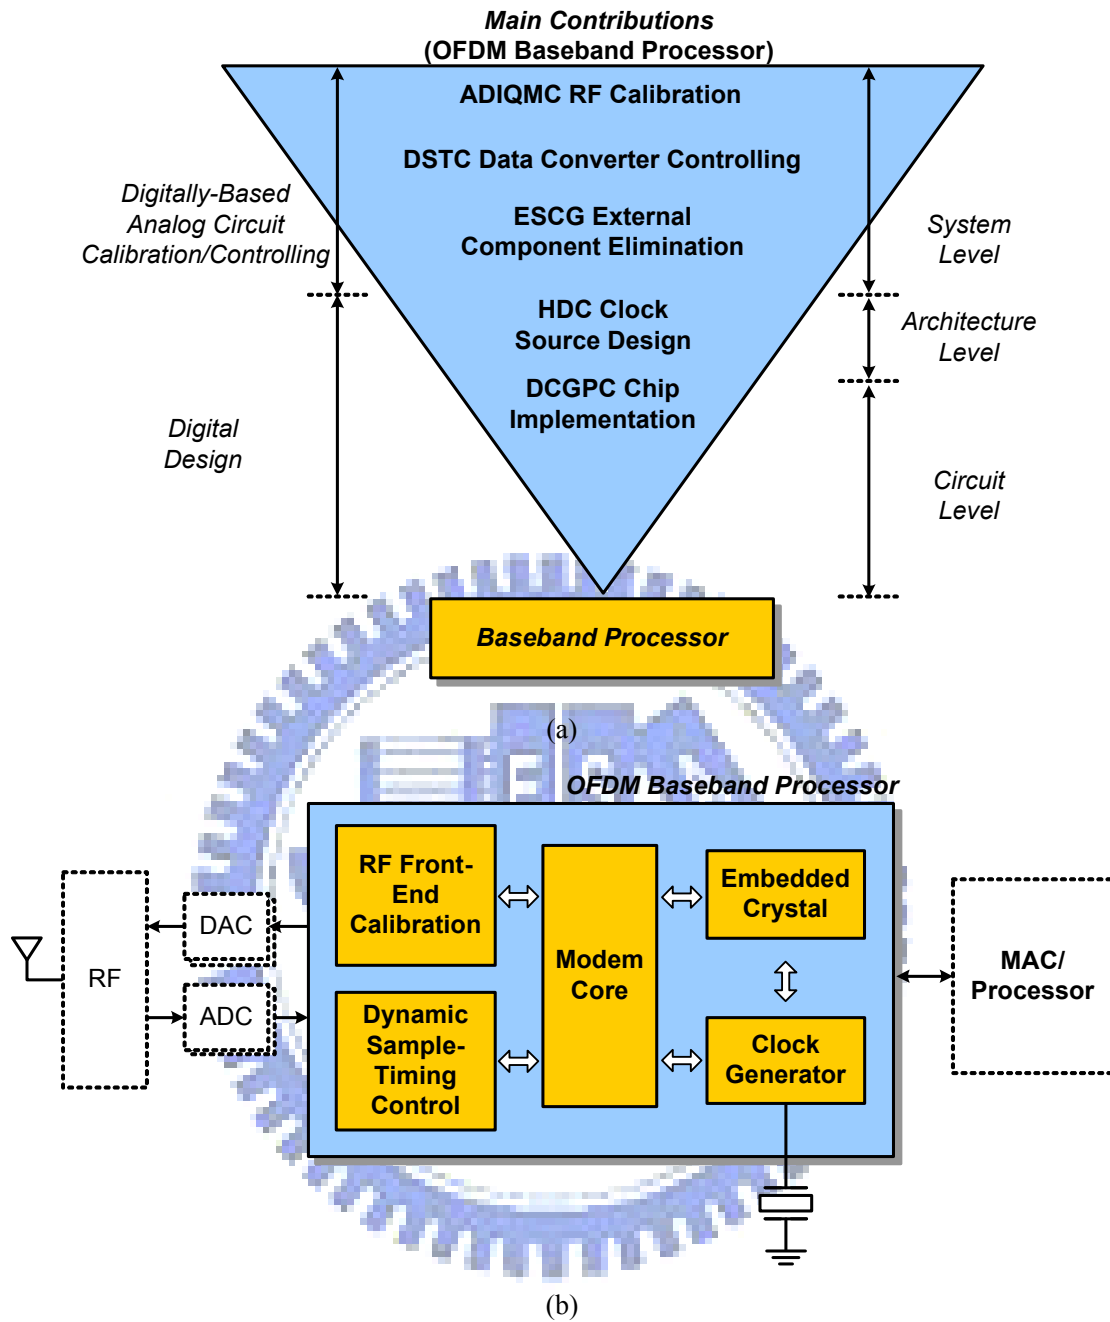 Main Contributions
(OFDM Baseband Processor)
ADIQMC RF Calibration
DSTC Data Converter Controlling
ESCG External
Component Elimination
HDC Clock
Source Design
DCGPC Chip
Implementation
Digitally-Based
Analog Circuit
Calibration/Controlling
Digital
Design
System
Level
Architecture
Level
Circuit
Level
Baseband Processor
(a)
OFDM Baseband Processor
RF
DAC
ADC
RF Front-
End
Calibration
Dynamic
Sample-
Timing
Control
Modem
Core
Embedded
Crystal
Clock
Generator
MAC/
Processor
(b)